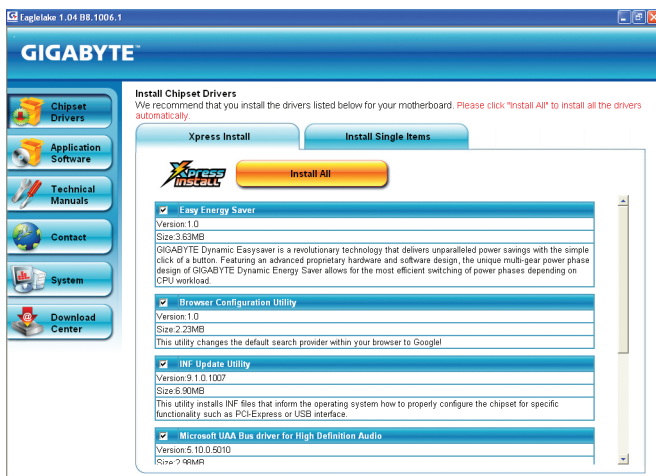 Eaglelake 1.04 B8.1006.1
GIGABYTE™
Chipset
Drivers
Application
Software
Technical
Manuals
Contact
System
Download
Center
Install Chipset Drivers
We recommend that you install the drivers listed below for your motherboard. Please click "Install All" to install all the drivers
automatically.
Xpress Install
Install Single Items
Xpress
Install
Install All
Easy Energy Saver
Version:1.0
Size:3.63MB
GIGABYTE Dynamic Easysaver is a revolutionary technology that delivers unparalleled power savings with the simple
click of a button. Featuring an advanced proprietary hardware and software design, the unique multi-gear power phase
design of GIGABYTE Dynamic Energy Saver allows for the most efficient switching of power phases depending on
CPU workload.
Browser Configuration Utility
Version:1.0
Size:2.23MB
This utility changes the default search provider within your browser to Google!
INF Update Utility
Version:9.1.0.1007
Size:6.90MB
This utility installs INF files that inform the operating system how to properly configure the chipset for specific
functionality such as PCI-Express or USB interface.
Microsoft UAA Bus driver for High Definition Audio
Version:5.10.0.5010
Size:2.98MB